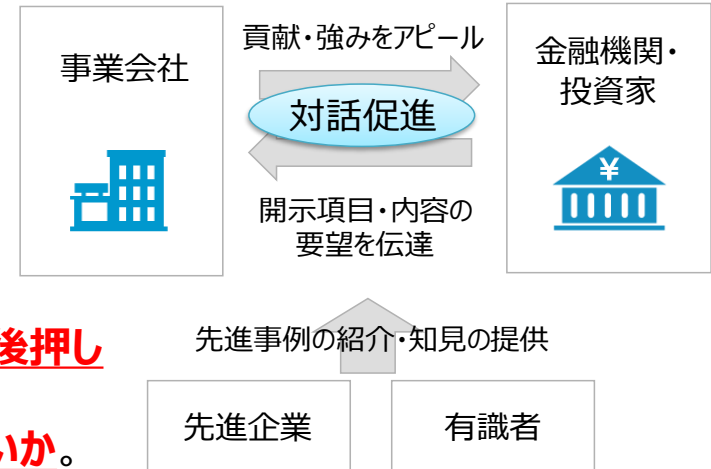 貢献・強みをアピール
事業会社
金融機関・
投資家
対話促進
¥
開示項目・内容の
要望を伝達
後押し
先進事例の紹介・知見の提供
いか。
先進企業
有識者